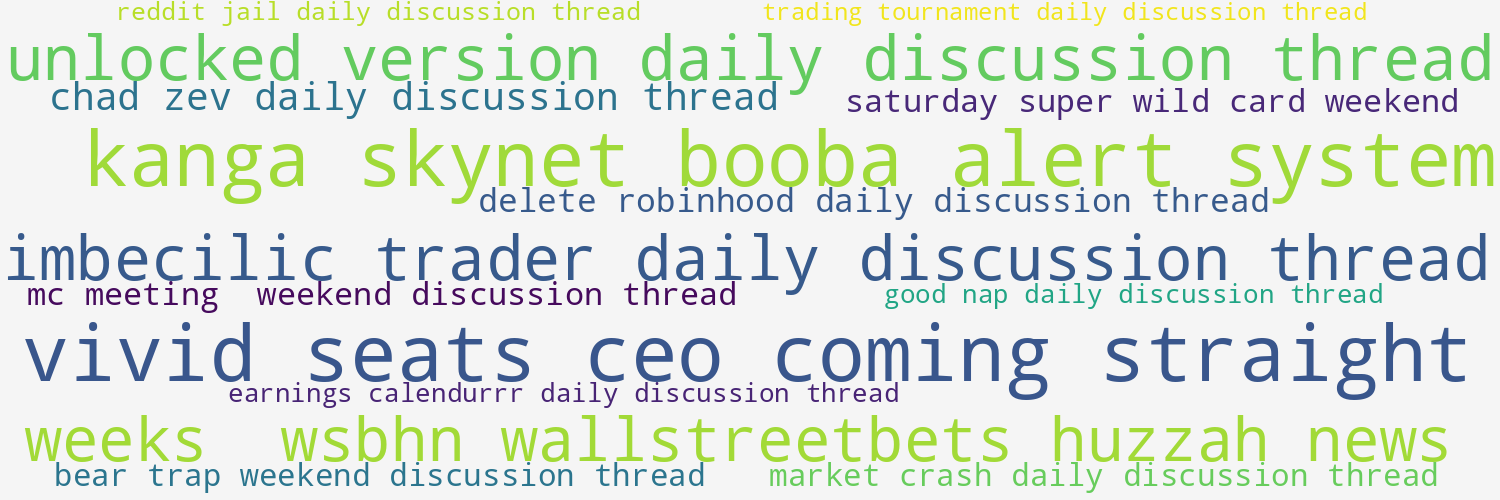 reddit jail daily discussion thread
trading tournament daily discussion thread
unlocked version daily discussion thread
chad zev daily discussion thread
saturday super wild card weekend
kanga skynet booba alert system
delete robinhood daily discussion thread
imbecilic trader daily discussion thread
mc meeting  weekend discussion thread
good nap daily discussion thread
vivid seats ceo coming straight
earnings calendurrr daily discussion thread
weeks  wsbhn wallstreetbets huzzah news
bear trap weekend discussion thread
market crash daily discussion thread